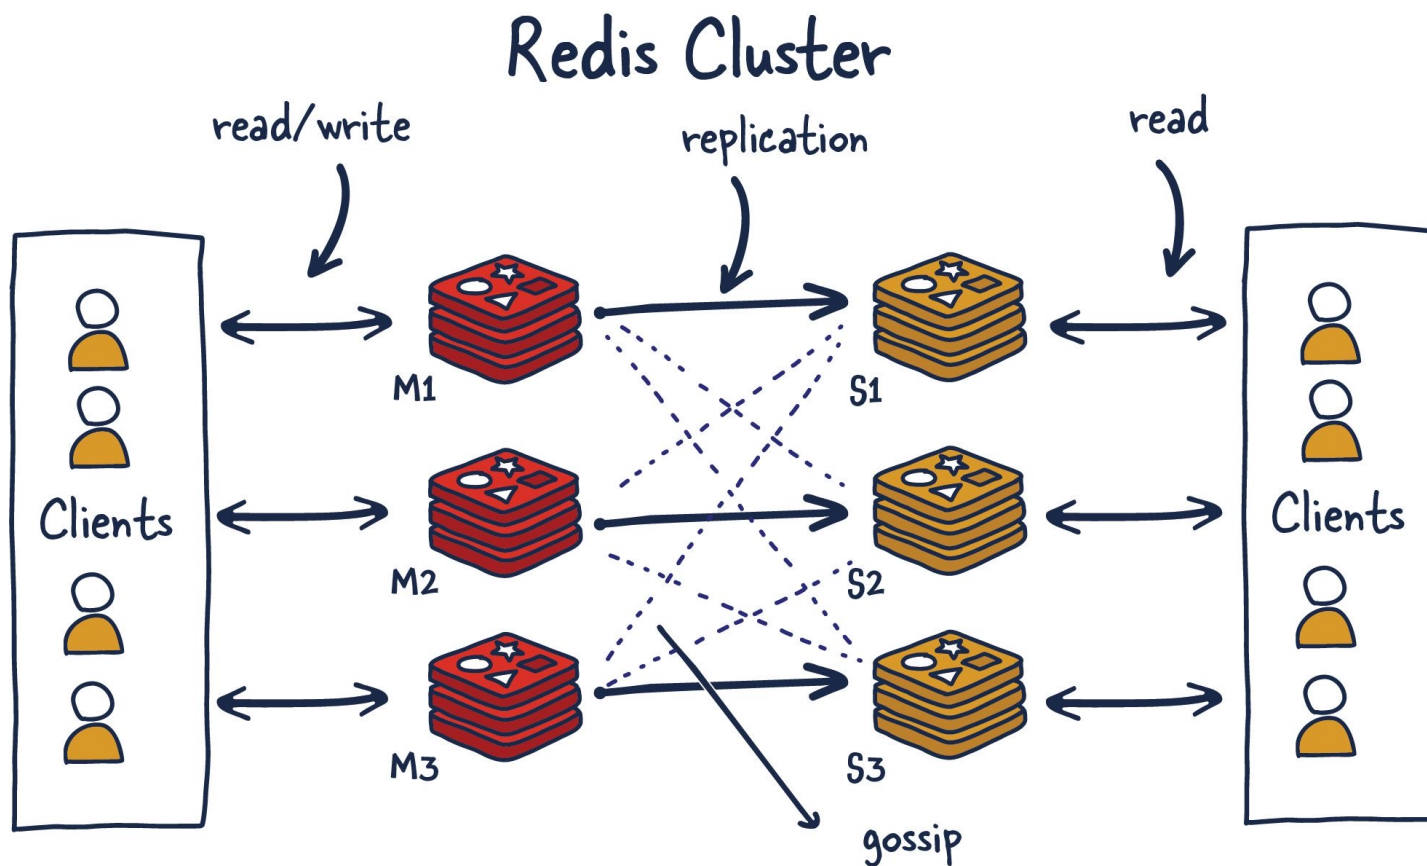 Redis Cluster
read/write
replication
read
M1
S1
Clients
Clients
M2
S2
M3
S3
gossip